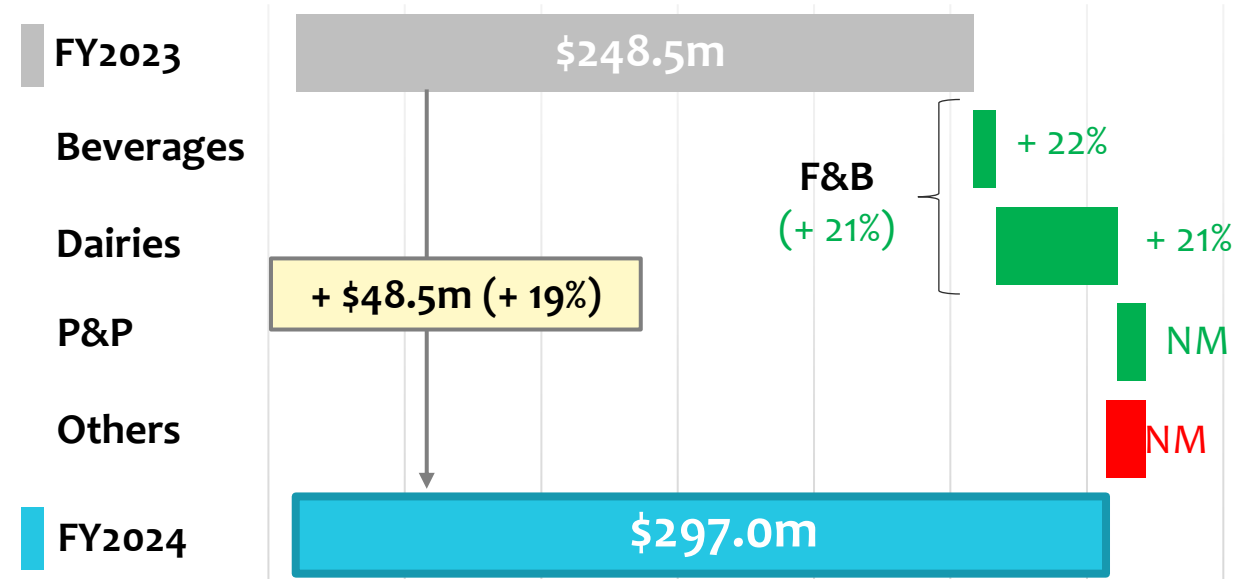 FY2023
$248.5m
Beverages
+ 22%
F&B
(+ 21%)
Dairies
+ 21%
+ $48.5m (+ 19%)
P&P
NM
Others
NM
FY2024
$297.0m